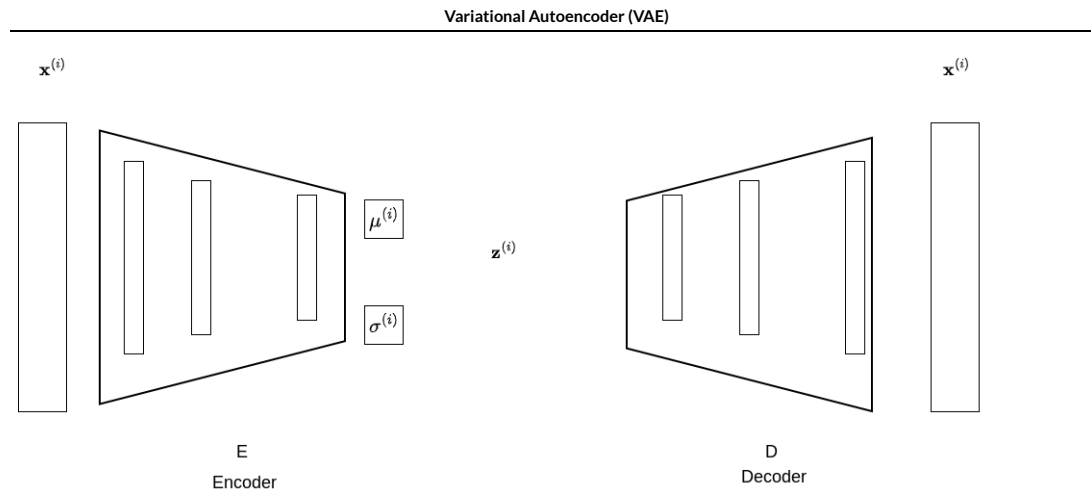 Variational Autoencoder (VAE)
x^(i)
x^(i)
μ^(i)
z^(i)
σ^(i)
E
Encoder
D
Decoder